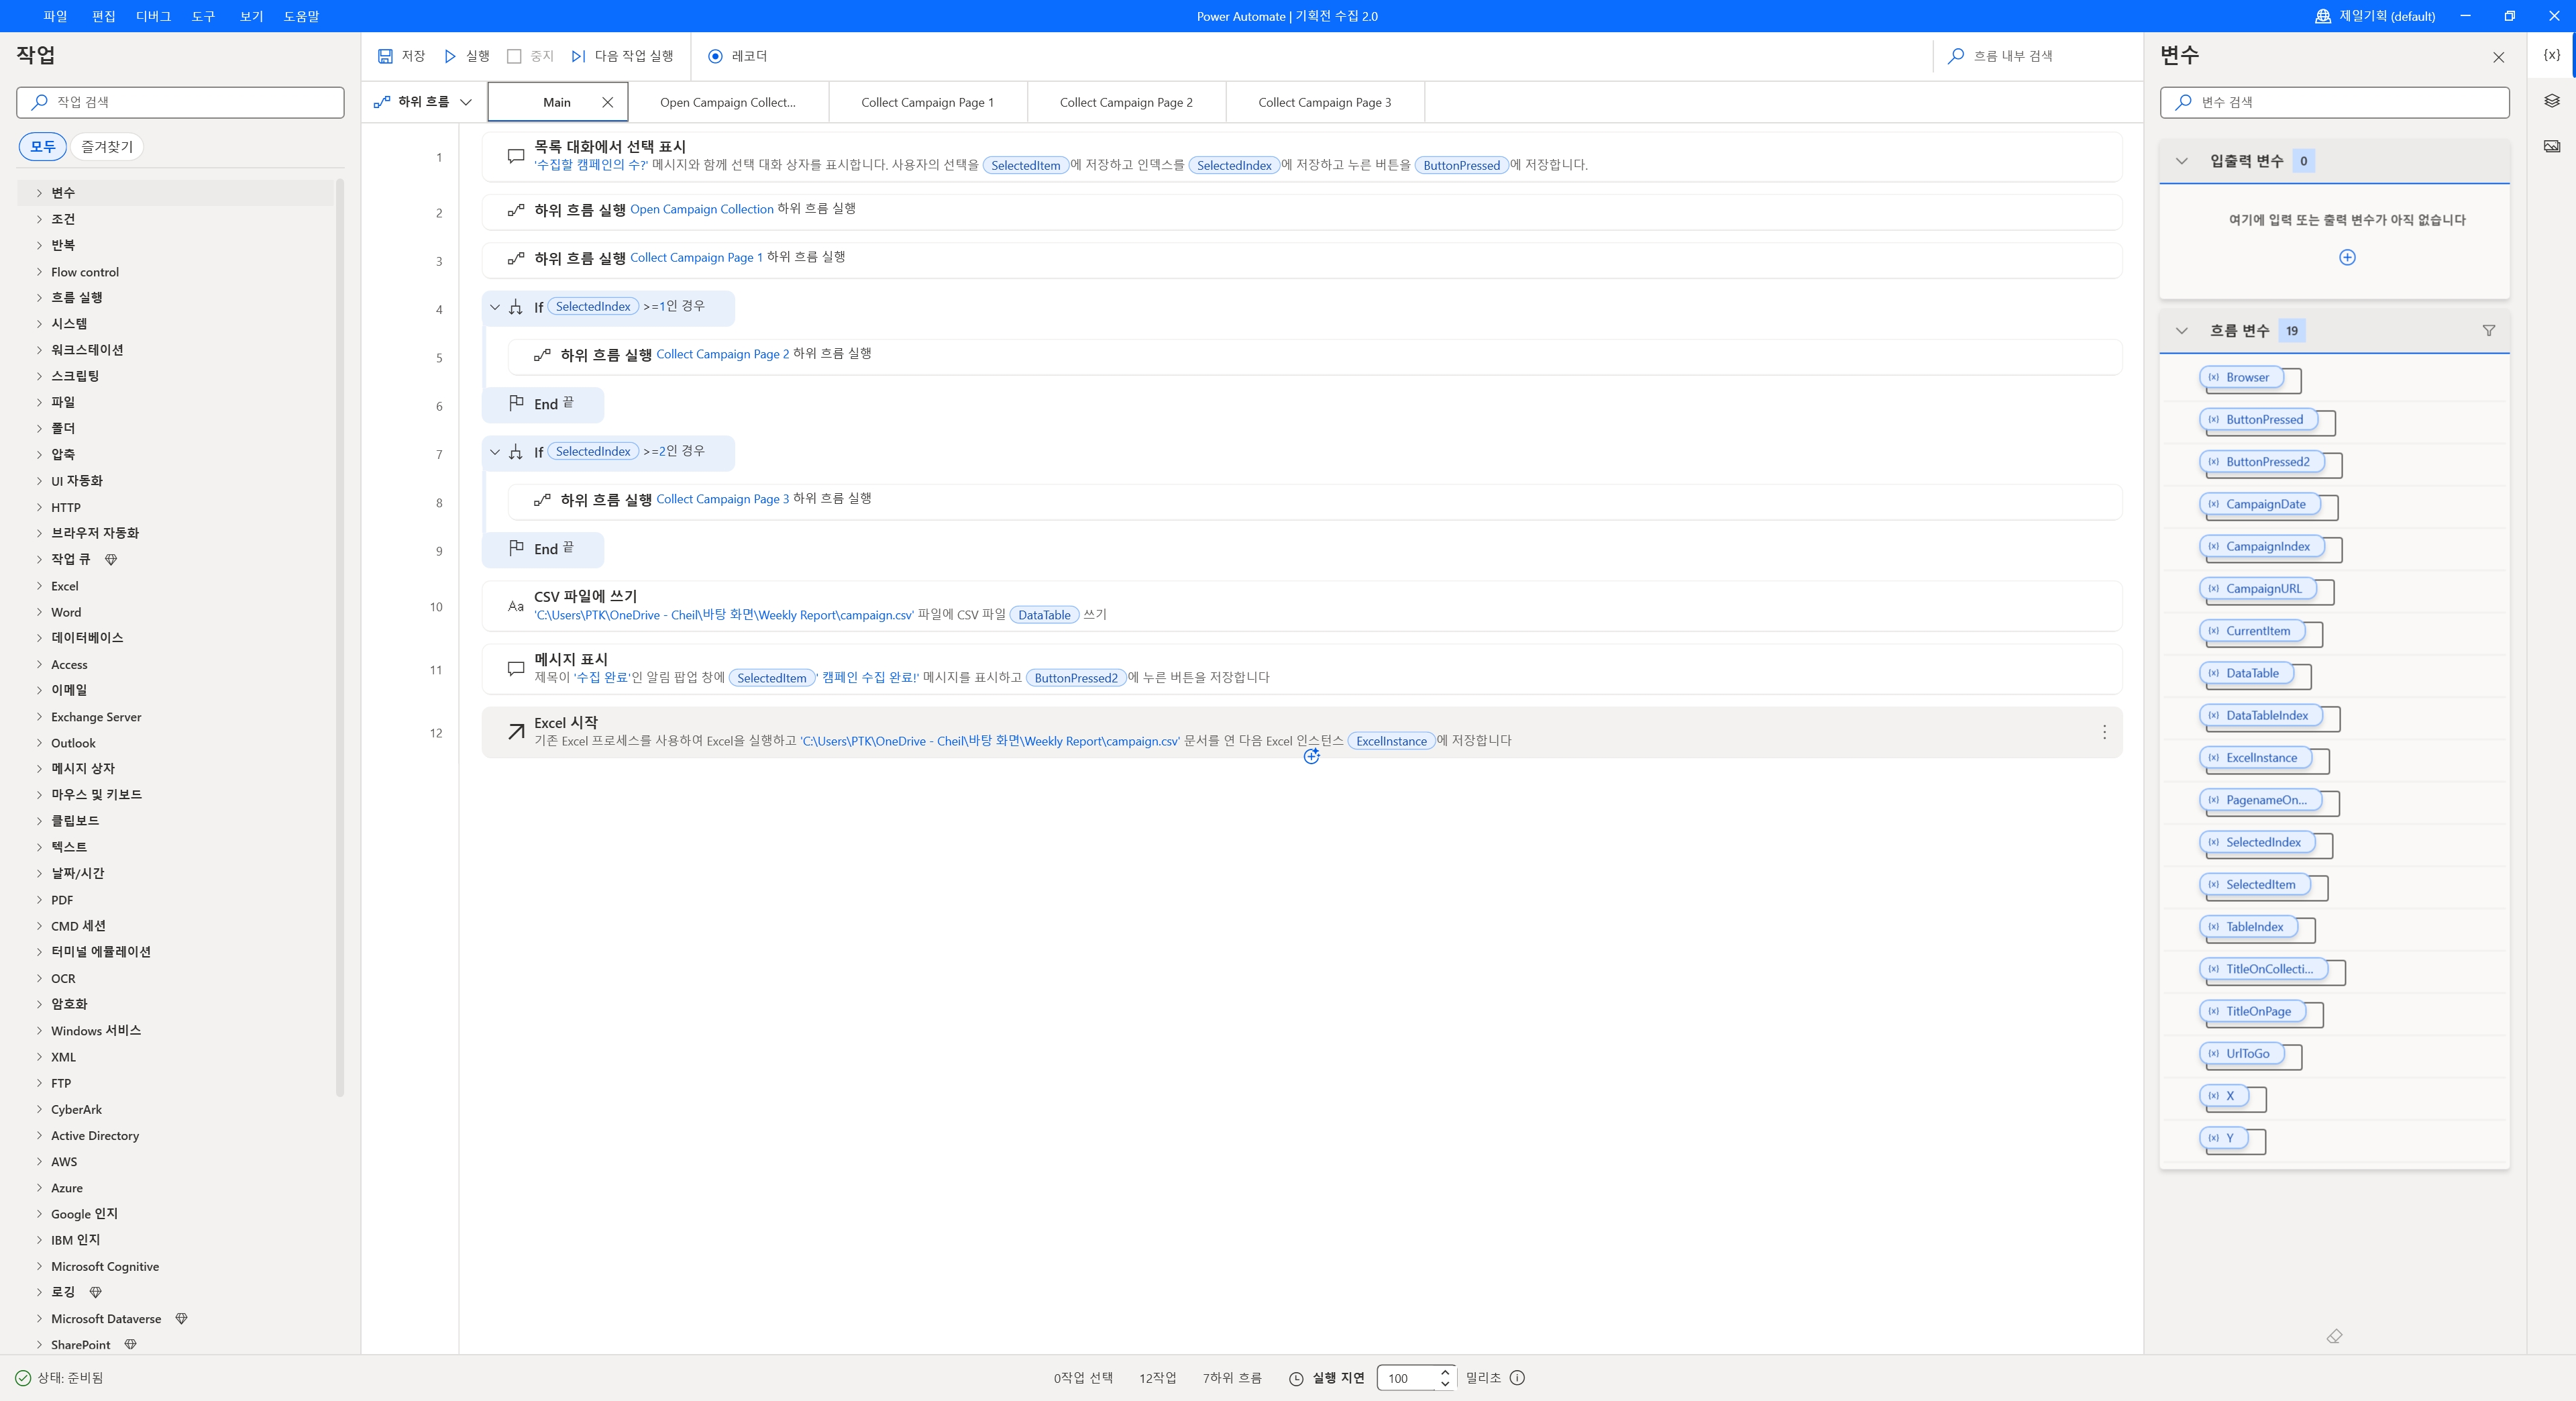 파일 편집 디버그 도구 보기 도움말
Power Automate | 기획전 수집 2.0
제일기획 (default)
작업
작업 검색
모두 즐겨찾기
변수
조건
반복
Flow control
흐름 실행
시스템
워크스테이션
스크립팅
파일
폴더
압축
UI 자동화
HTTP
브라우저 자동화
작업 큐
Excel
Word
데이터베이스
Access
이메일
Exchange Server
Outlook
메시지 상자
마우스 및 키보드
클립보드
텍스트
날짜/시간
PDF
CMD 세션
터미널 에뮬레이션
OCR
암호화
Windows 서비스
XML
FTP
CyberArk
Active Directory
AWS
Azure
Google 인지
IBM 인지
Microsoft Cognitive
로깅
Microsoft Dataverse
SharePoint
저장 실행 중지 다음 작업 실행 레코더
흐름 내부 검색
하위 흐름 Main Open Campaign Collect... Collect Campaign Page 1 Collect Campaign Page 2 Collect Campaign Page 3
1 목록 대화에서 선택 표시
'수집할 캠페인의 수?' 메시지와 함께 선택 대화 상자를 표시합니다. 사용자의 선택을 SelectedItem 에 저장하고 인덱스를 SelectedIndex 에 저장하고 누른 버튼을 ButtonPressed 에 저장합니다.
2 하위 흐름 실행 Open Campaign Collection 하위 흐름 실행
3 하위 흐름 실행 Collect Campaign Page 1 하위 흐름 실행
4 If SelectedIndex >=1인 경우
5 하위 흐름 실행 Collect Campaign Page 2 하위 흐름 실행
6 End 끝
7 If SelectedIndex >=2인 경우
8 하위 흐름 실행 Collect Campaign Page 3 하위 흐름 실행
9 End 끝
10 Aa CSV 파일에 쓰기
'C:\Users\PTK\OneDrive - Cheil\바탕 화면\Weekly Report\campaign.csv' 파일에 CSV 파일 DataTable 쓰기
11 메시지 표시
제목이 '수집 완료'인 알림 팝업 창에 SelectedItem ' 캠페인 수집 완료!' 메시지를 표시하고 ButtonPressed2 에 누른 버튼을 저장합니다
12 Excel 시작
기존 Excel 프로세스를 사용하여 Excel을 실행하고 'C:\Users\PTK\OneDrive - Cheil\바탕 화면\Weekly Report\campaign.csv' 문서를 연 다음 Excel 인스턴스 ExcelInstance 에 저장합니다
변수
{x}
변수 검색
입출력 변수 0
여기에 입력 또는 출력 변수가 아직 없습니다
흐름 변수 19
{x} Browser
{x} ButtonPressed
{x} ButtonPressed2
{x} CampaignDate
{x} CampaignIndex
{x} CampaignURL
{x} CurrentItem
{x} DataTable
{x} DataTableIndex
{x} ExcelInstance
{x} PagenameOn...
{x} SelectedIndex
{x} SelectedItem
{x} TableIndex
{x} TitleOnCollecti...
{x} TitleOnPage
{x} UrlToGo
{x} X
{x} Y
상태: 준비됨
0작업 선택 12작업 7하위 흐름 실행 지연 100 밀리초